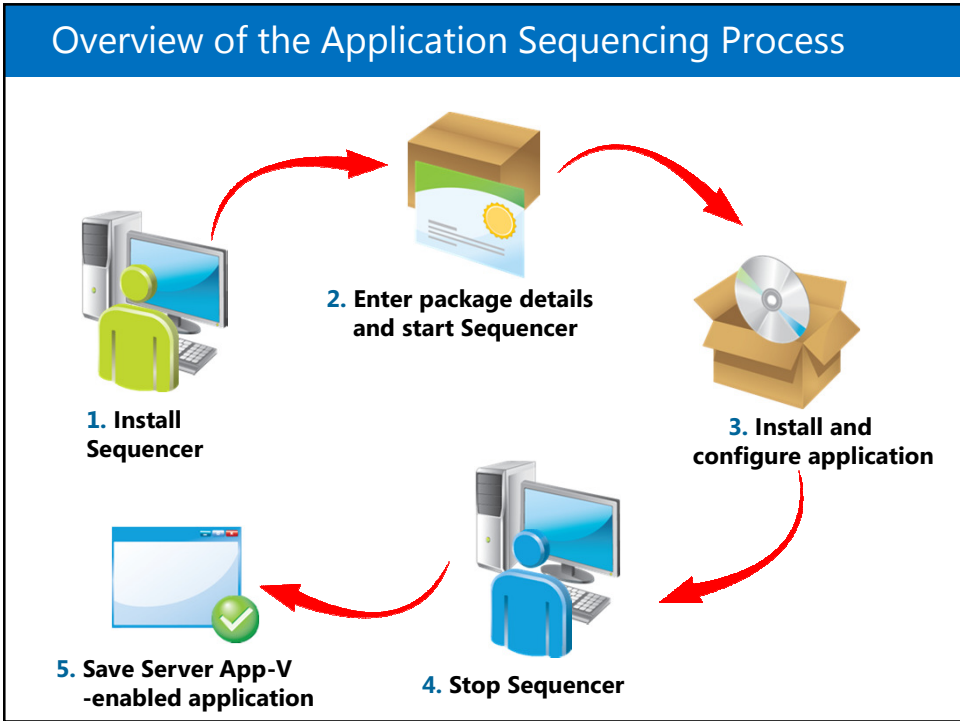 Overview of the Application Sequencing Process
1. Install
Sequencer
2. Enter package details
and start Sequencer
3. Install and
configure application
4. Stop Sequencer
5. Save Server App-V
-enabled application